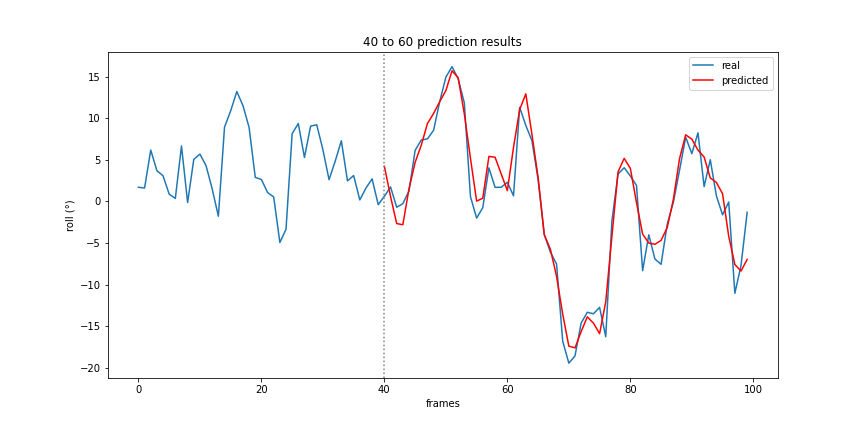 40 to 60 prediction results
real
predicted
roll (°)
15
10
5
0
−5
−10
−15
−20
0 20 40 60 80 100
frames